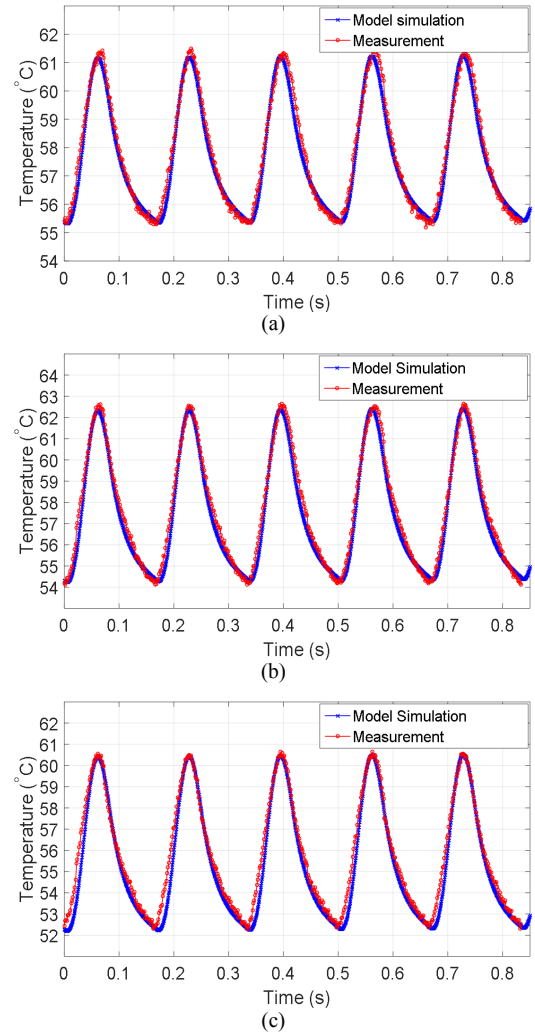 Model simulation
Measurement
62
61
60
59
58
57
56
55
54
Temperature (°C)
0 0.1 0.2 0.3 0.4 0.5 0.6 0.7 0.8
Time (s)
(a)
Model Simulation
Measurement
64
63
62
61
60
59
58
57
56
55
54
Temperature (°C)
0 0.1 0.2 0.3 0.4 0.5 0.6 0.7 0.8
Time (s)
(b)
Model Simulation
Measurement
62
61
60
59
58
57
56
55
54
53
52
Temperature (°C)
0 0.1 0.2 0.3 0.4 0.5 0.6 0.7 0.8
Time (s)
(c)